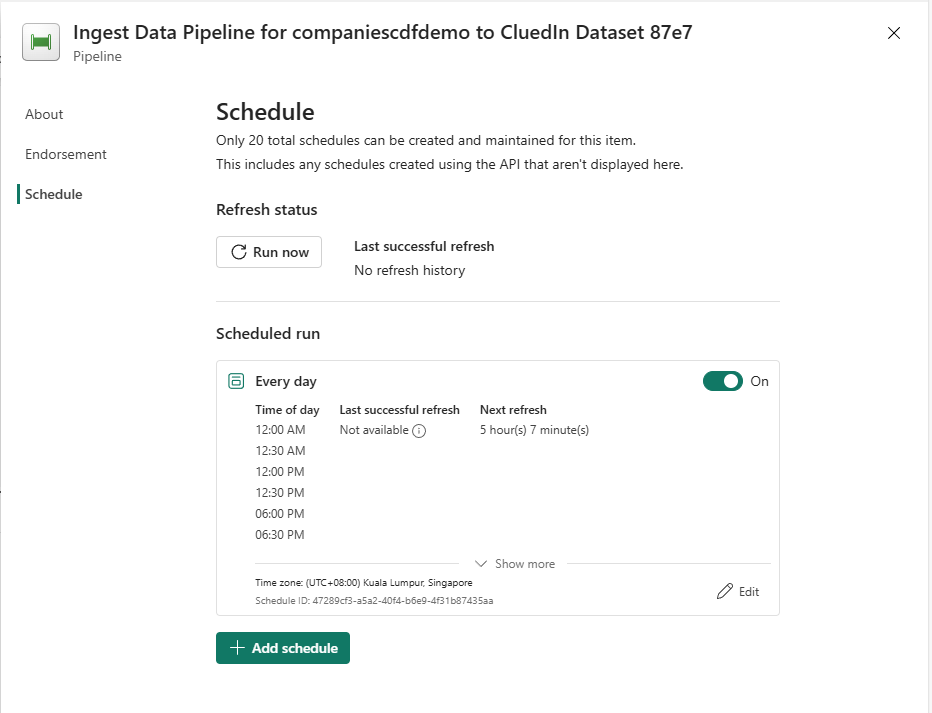 Ingest Data Pipeline for companiescdfdemo to CluedIn Dataset 87e7
Pipeline
About
Endorsement
Schedule
Schedule
Only 20 total schedules can be created and maintained for this item.
This includes any schedules created using the API that aren't displayed here.
Refresh status
Run now
Last successful refresh
No refresh history
Scheduled run
Every day
On
Time of day
Last successful refresh
Next refresh
12:00 AM
Not available
5 hour(s) 7 minute(s)
12:30 AM
12:00 PM
12:30 PM
06:00 PM
06:30 PM
Show more
Time zone: (UTC+08:00) Kuala Lumpur, Singapore
Schedule ID: 47289cf3-a5a2-40f4-b6e9-4f31b87435aa
Edit
Add schedule